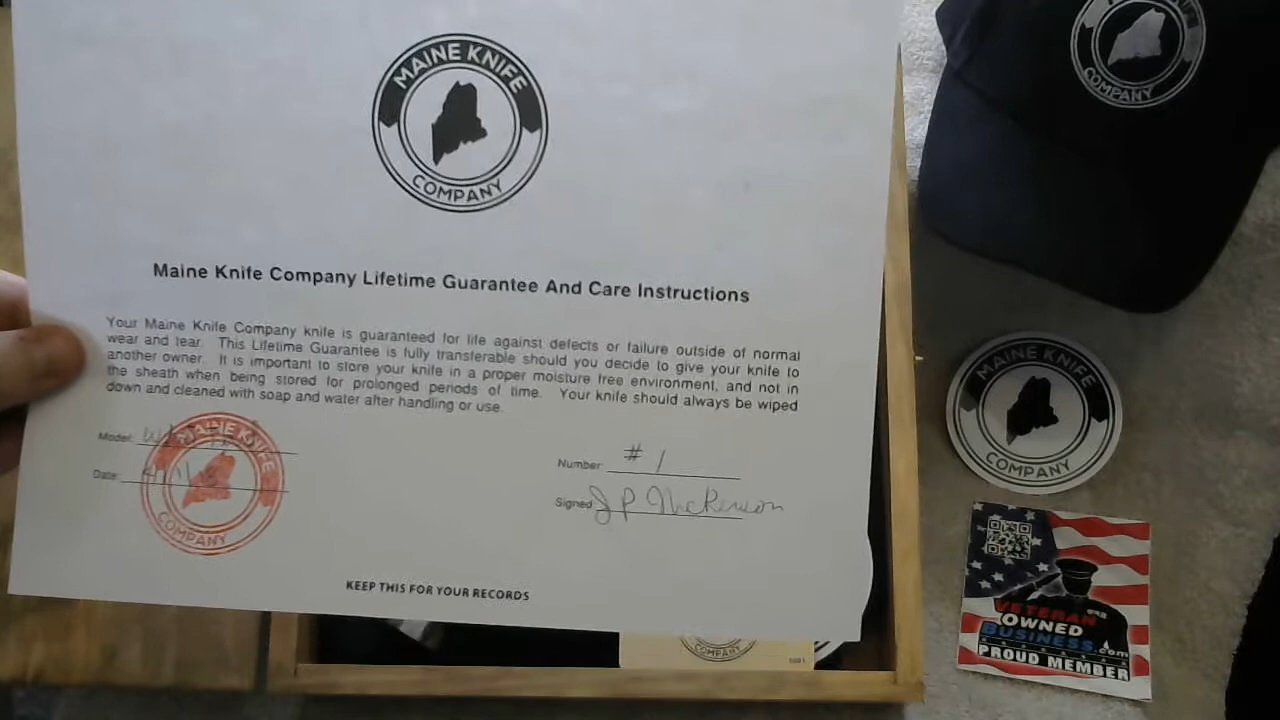 MAINE KNIFE
COMPANY
Maine Knife Company Lifetime Guarantee And Care Instructions
Your Maine Knife Company knife is guaranteed for life against defects or failure outside of normal
wear and tear. This Lifetime Guarantee is fully transferable should you decide to give your knife to
another owner. It is important to store your knife in a proper moisture free environment, and not in
the sheath when being stored for prolonged periods of time. Your knife should always be wiped
down and cleaned with soap and water after handling or use.
Model:
Number # 1
Date:
Signed JP Nickerson
MAINE KNIFE
COMPANY
KEEP THIS FOR YOUR RECORDS
COMPANY
COMPANY
MAINE KNIFE
COMPANY
VETERAN
OWNED
BUSINESS.com
PROUD MEMBER